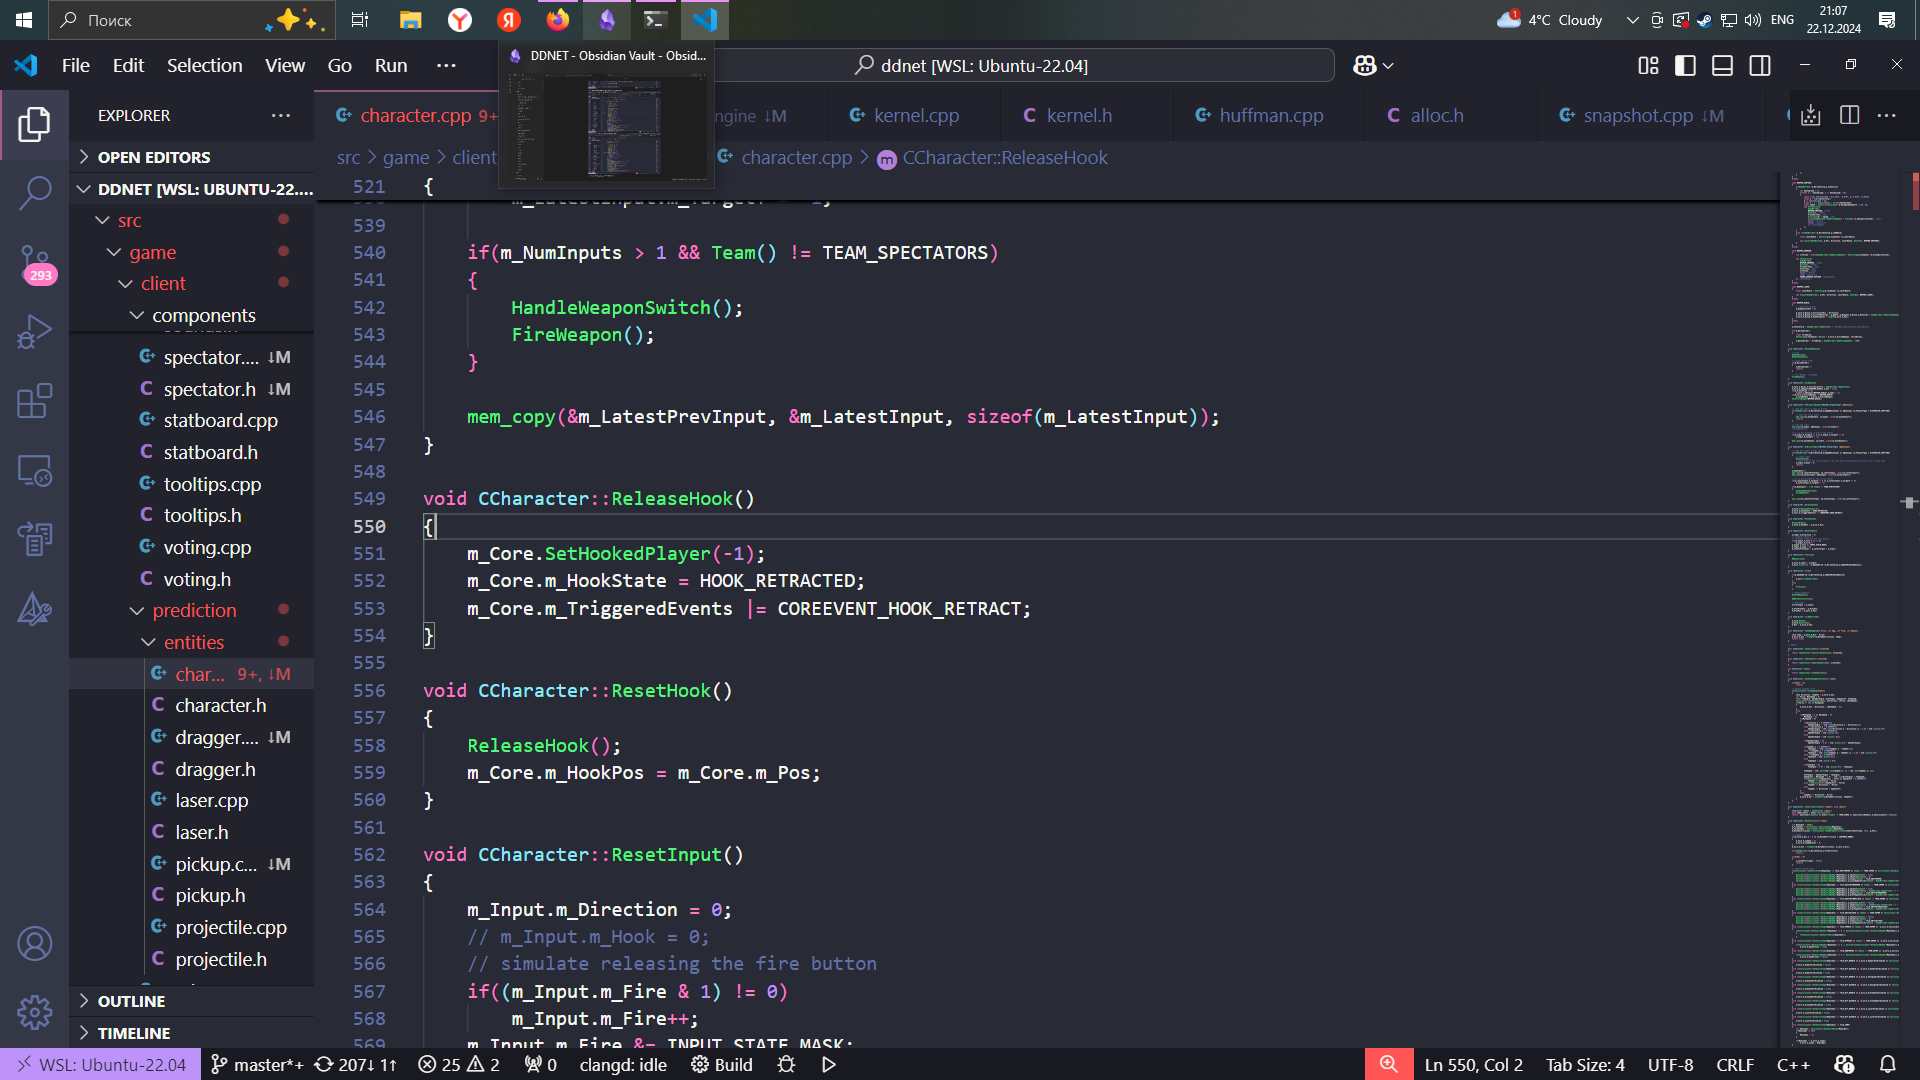 Поиск
4°C Cloudy
ENG
21:07
22.12.2024
File Edit Selection View Go Run ···
DDNET - Obsidian Vault - Obsid...
ddnet [WSL: Ubuntu-22.04]
EXPLORER ···
character.cpp 9+
ngine ↓M
kernel.cpp
kernel.h
huffman.cpp
alloc.h
snapshot.cpp ↓M
src > game > client
character.cpp > CCharacter::ReleaseHook
OPEN EDITORS
DDNET [WSL: UBUNTU-22....
src
game
client
components
spectator.... ↓M
spectator.h ↓M
statboard.cpp
statboard.h
tooltips.cpp
tooltips.h
voting.cpp
voting.h
prediction
entities
char... 9+, ↓M
character.h
dragger.... ↓M
dragger.h
laser.cpp
laser.h
pickup.c... ↓M
pickup.h
projectile.cpp
projectile.h
OUTLINE
TIMELINE
293
521 {
539
540 if(m_NumInputs > 1 && Team() != TEAM_SPECTATORS)
541 {
542 HandleWeaponSwitch();
543 FireWeapon();
544 }
545
546 mem_copy(&m_LatestPrevInput, &m_LatestInput, sizeof(m_LatestInput));
547 }
548
549 void CCharacter::ReleaseHook()
550 {
551 m_Core.SetHookedPlayer(-1);
552 m_Core.m_HookState = HOOK_RETRACTED;
553 m_Core.m_TriggeredEvents |= COREEVENT_HOOK_RETRACT;
554 }
555
556 void CCharacter::ResetHook()
557 {
558 ReleaseHook();
559 m_Core.m_HookPos = m_Core.m_Pos;
560 }
561
562 void CCharacter::ResetInput()
563 {
564 m_Input.m_Direction = 0;
565 // m_Input.m_Hook = 0;
566 // simulate releasing the fire button
567 if((m_Input.m_Fire & 1) != 0)
568 m_Input.m_Fire++;
569 m_Input.m_Fire &= INPUT_STATE_MASK;
WSL: Ubuntu-22.04 master*+ 207↓ 1↑ 25 2 0 clangd: idle Build
Ln 550, Col 2 Tab Size: 4 UTF-8 CRLF C++